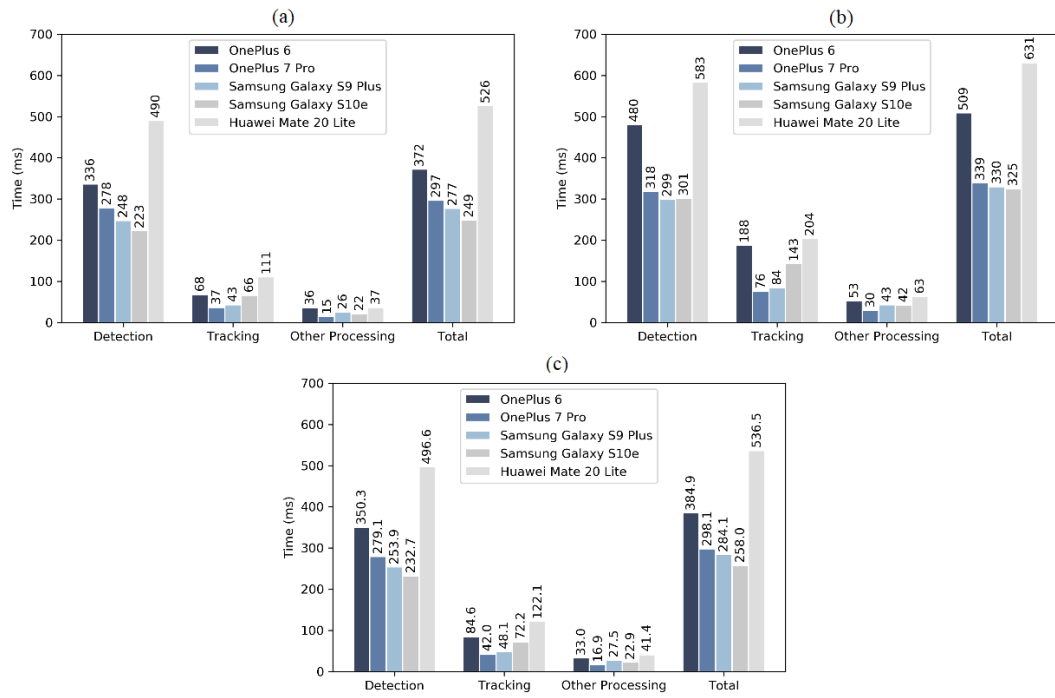 (a)
700
600
500
400
300
200
100
0
Time (ms)
OnePlus 6
OnePlus 7 Pro
Samsung Galaxy S9 Plus
Samsung Galaxy S10e
Huawei Mate 20 Lite
336
278
248
223
490
68
37
43
66
111
36
15
26
22
37
372
297
277
249
526
Detection
Tracking
Other Processing
Total
(b)
700
600
500
400
300
200
100
0
Time (ms)
OnePlus 6
OnePlus 7 Pro
Samsung Galaxy S9 Plus
Samsung Galaxy S10e
Huawei Mate 20 Lite
480
318
299
301
583
188
76
84
143
204
53
30
43
42
63
509
339
330
325
631
Detection
Tracking
Other Processing
Total
(c)
700
600
500
400
300
200
100
0
Time (ms)
OnePlus 6
OnePlus 7 Pro
Samsung Galaxy S9 Plus
Samsung Galaxy S10e
Huawei Mate 20 Lite
350.3
279.1
253.9
232.7
496.6
84.6
42.0
48.1
72.2
122.1
33.0
16.9
27.5
22.9
41.4
384.9
298.1
284.1
258.0
536.5
Detection
Tracking
Other Processing
Total